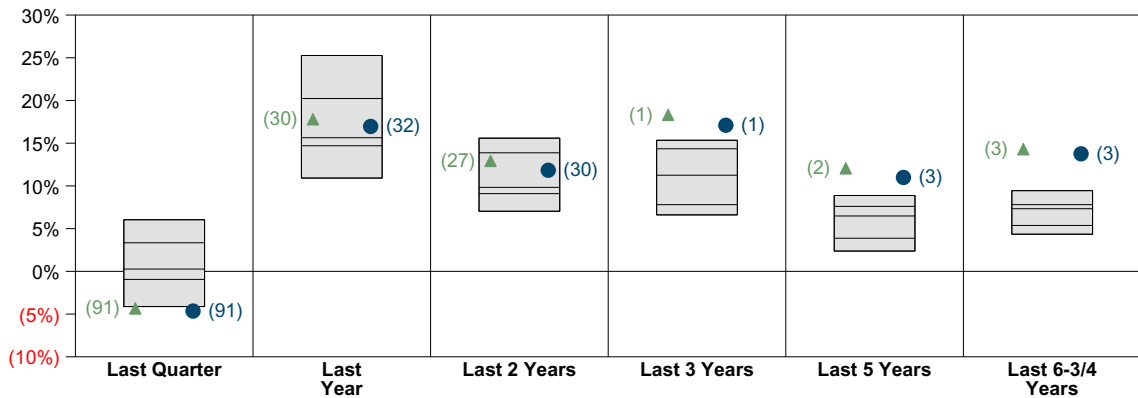 30%
25%
20%
15%
10%
5%
0%
(5%)
(10%)
(91)
(91)
(30)
(32)
(27)
(30)
(1)
(1)
(2)
(3)
(3)
(3)
Last Quarter
Last
Year
Last 2 Years
Last 3 Years
Last 5 Years
Last 6-3/4
Years